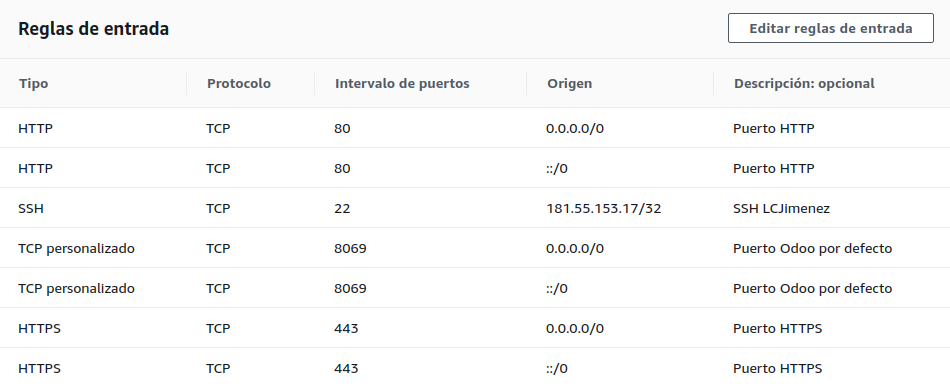 Reglas de entrada
Editar reglas de entrada
Tipo Protocolo Intervalo de puertos Origen Descripción: opcional
HTTP TCP 80 0.0.0.0/0 Puerto HTTP
HTTP TCP 80 ::/0 Puerto HTTP
SSH TCP 22 181.55.153.17/32 SSH LCJimenez
TCP personalizado TCP 8069 0.0.0.0/0 Puerto Odoo por defecto
TCP personalizado TCP 8069 ::/0 Puerto Odoo por defecto
HTTPS TCP 443 0.0.0.0/0 Puerto HTTPS
HTTPS TCP 443 ::/0 Puerto HTTPS